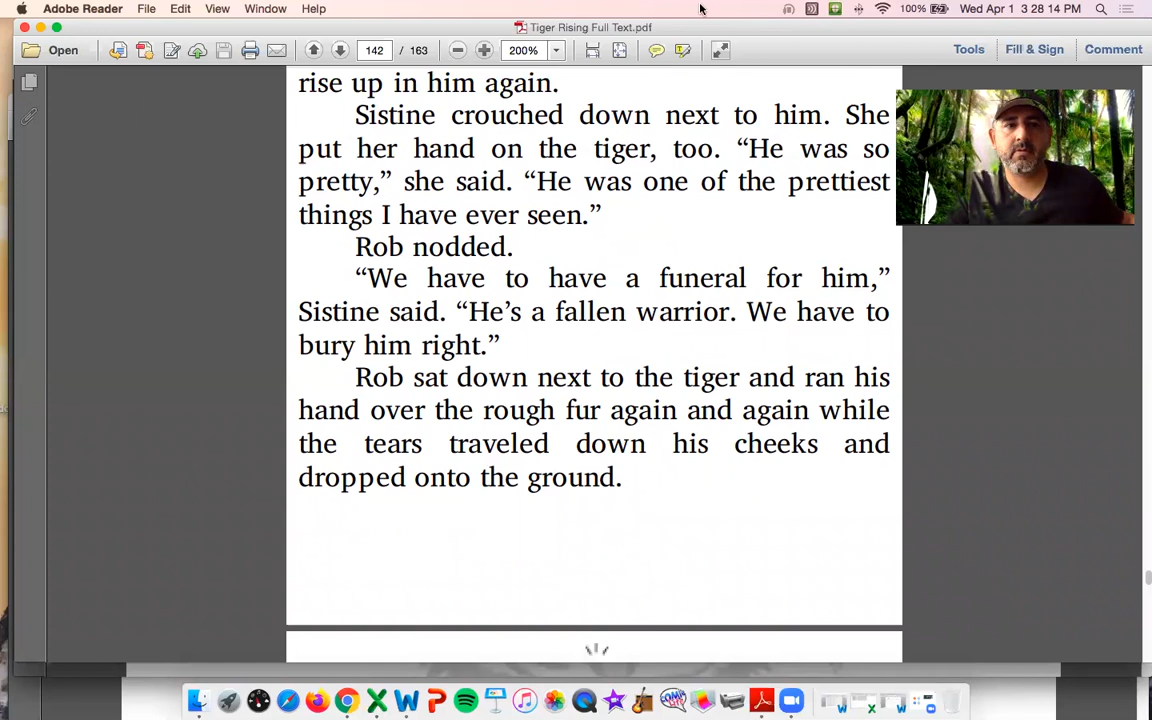 Adobe Reader File Edit View Window Help 100% Wed Apr 1 3:28:14 PM
Tiger Rising Full Text.pdf
Open 142 / 163 200% Tools Fill & Sign Comment
rise up in him again.
Sistine crouched down next to him. She
put her hand on the tiger, too. “He was so
pretty,” she said. “He was one of the prettiest
things I have ever seen.”
Rob nodded.
“We have to have a funeral for him,”
Sistine said. “He’s a fallen warrior. We have to
bury him right.”
Rob sat down next to the tiger and ran his
hand over the rough fur again and again while
the tears traveled down his cheeks and
dropped onto the ground.